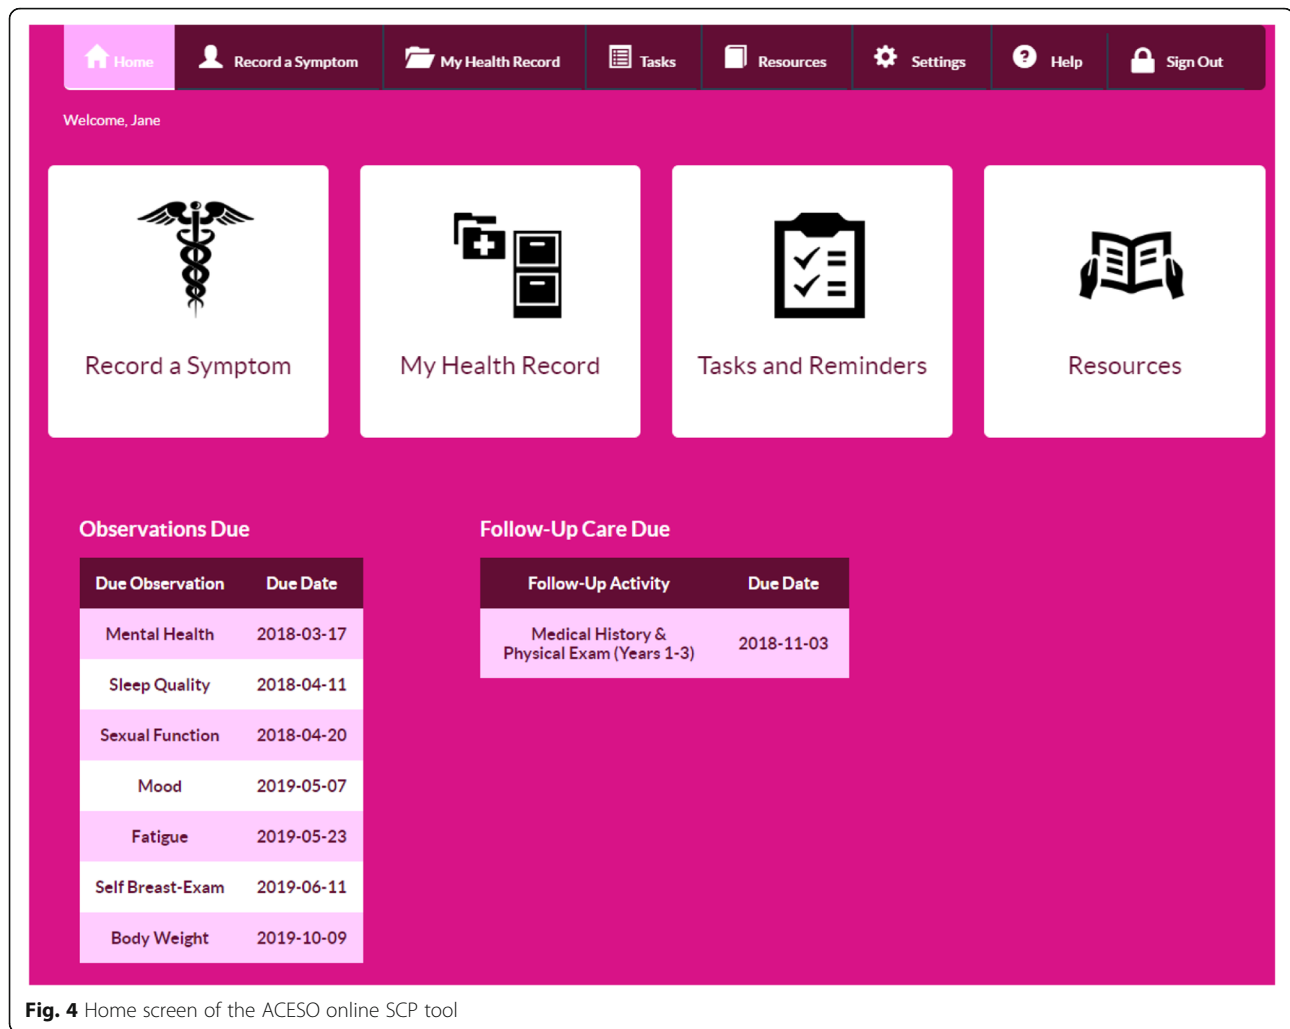 Home Record a Symptom My Health Record Tasks Resources Settings Help Sign Out
Welcome, Jane
Record a Symptom My Health Record Tasks and Reminders Resources
Observations Due
Due Observation Due Date
Mental Health 2018-03-17
Sleep Quality 2018-04-11
Sexual Function 2018-04-20
Mood 2019-05-07
Fatigue 2019-05-23
Self Breast-Exam 2019-06-11
Body Weight 2019-10-09
Follow-Up Care Due
Follow-Up Activity Due Date
Medical History &
Physical Exam (Years 1-3) 2018-11-03
Fig. 4 Home screen of the ACESO online SCP tool